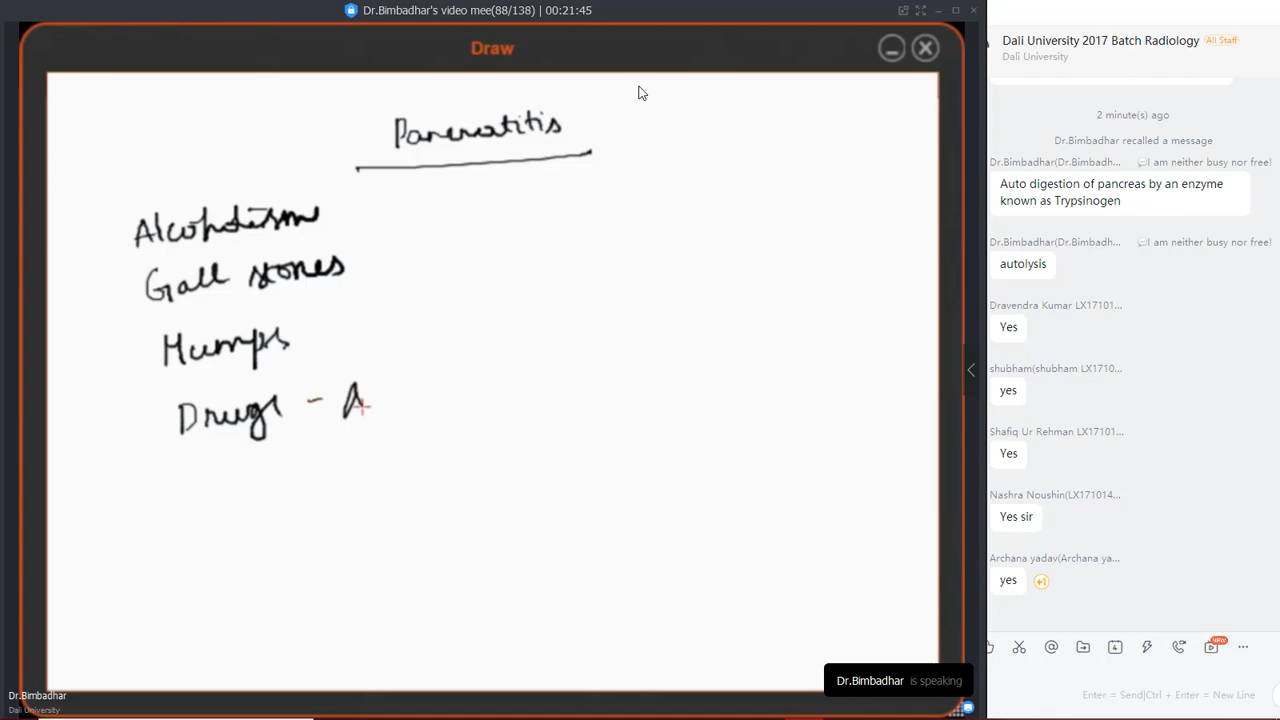 Dr.Bimbadhar's video mee(88/138) | 00:21:45
Draw
Pancratitis
Alcoholism
Gall stones
Mumps
Drugs - A
Dr.Bimbadhar
Dali University
Dr.Bimbadhar is speaking
Dali University 2017 Batch Radiology All Staff
Dali University
2 minute(s) ago
Dr.Bimbadhar recalled a message
Dr.Bimbadhar(Dr.Bimbadh... I am neither busy nor free!
Auto digestion of pancreas by an enzyme
known as Trypsinogen
Dr.Bimbadhar(Dr.Bimbadh... I am neither busy nor free!
autolysis
Dravendra Kumar LX17101...
Yes
shubham(shubham LX1710...
yes
Shafiq Ur Rehman LX17101...
Yes
Nashra Noushin(LX171014...
Yes sir
Archana yadav(Archana ya...
yes +1
NEW
4
Enter = Send|Ctrl + Enter = New Line